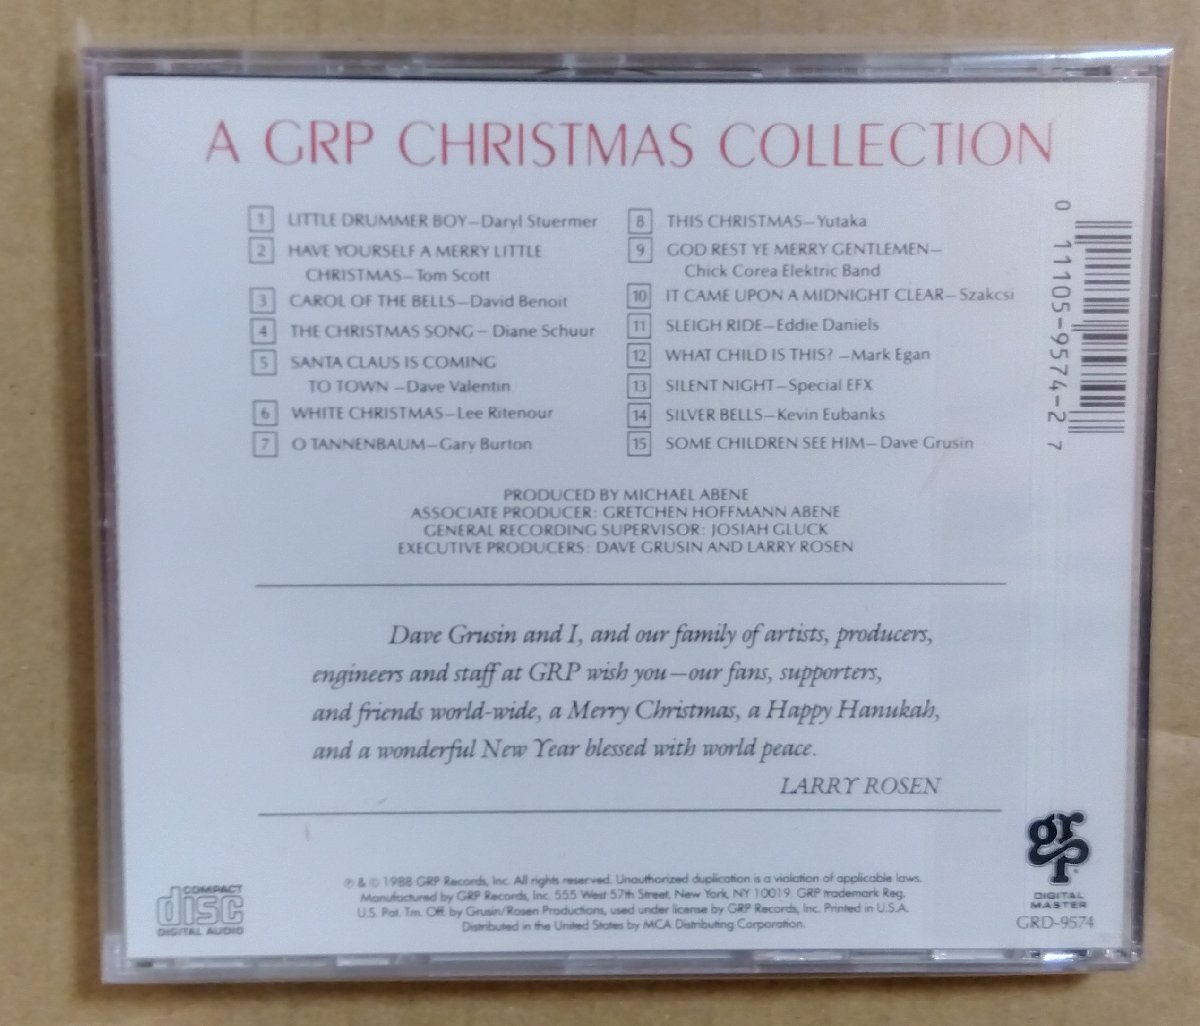 A GRP CHRISTMAS COLLECTION
1 LITTLE DRUMMER BOY—Daryl Stuermer
2 HAVE YOURSELF A MERRY LITTLE
CHRISTMAS—Tom Scott
3 CAROL OF THE BELLS—David Benoit
4 THE CHRISTMAS SONG — Diane Schuur
5 SANTA CLAUS IS COMING
TO TOWN —Dave Valentin
6 WHITE CHRISTMAS—Lee Ritenour
7 O TANNENBAUM—Gary Burton
8 THIS CHRISTMAS—Yutaka
9 GOD REST YE MERRY GENTLEMEN—
Chick Corea Elektric Band
10 IT CAME UPON A MIDNIGHT CLEAR—Szakcsi
11 SLEIGH RIDE—Eddie Daniels
12 WHAT CHILD IS THIS? —Mark Egan
13 SILENT NIGHT—Special EFX
14 SILVER BELLS—Kevin Eubanks
15 SOME CHILDREN SEE HIM—Dave Grusin
0 11105-9574-2 7
PRODUCED BY MICHAEL ABENE
ASSOCIATE PRODUCER: GRETCHEN HOFFMANN ABENE
GENERAL RECORDING SUPERVISOR: JOSIAH GLUCK
EXECUTIVE PRODUCERS: DAVE GRUSIN AND LARRY ROSEN
Dave Grusin and I, and our family of artists, producers,
engineers and staff at GRP wish you—our fans, supporters,
and friends world-wide, a Merry Christmas, a Happy Hanukah,
and a wonderful New Year blessed with world peace.
LARRY ROSEN
COMPACT
disc
DIGITAL AUDIO
℗ & © 1988 GRP Records, Inc. All rights reserved. Unauthorized duplication is a violation of applicable laws.
Manufactured by GRP Records, Inc. 555 West 57th Street, New York, NY 10019. GRP trademark Reg.
U.S. Pat. Tm. Off. by Grusin/Rosen Productions, used under license by GRP Records, Inc. Printed in U.S.A.
Distributed in the United States by MCA Distributing Corporation.
grp
DIGITAL
MASTER
GRD-9574